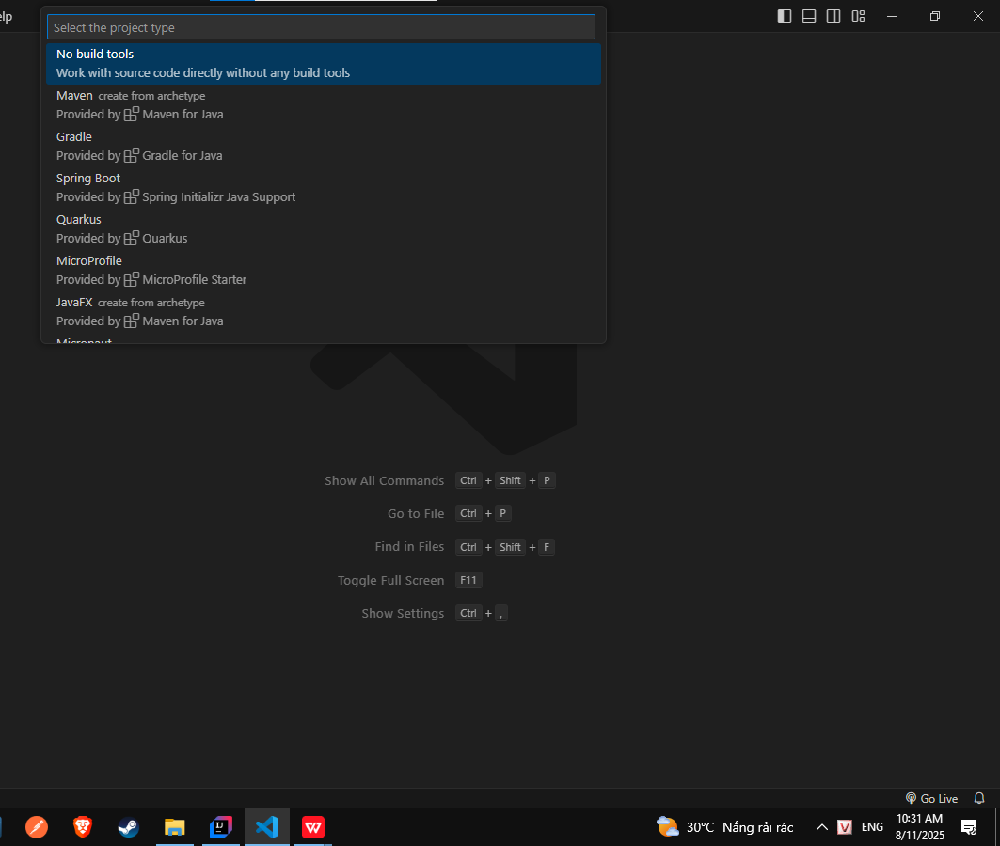 elp
Select the project type
No build tools
Work with source code directly without any build tools
Maven create from archetype
Provided by Maven for Java
Gradle
Provided by Gradle for Java
Spring Boot
Provided by Spring Initializr Java Support
Quarkus
Provided by Quarkus
MicroProfile
Provided by MicroProfile Starter
JavaFX create from archetype
Provided by Maven for Java
Micronaut
Show All Commands Ctrl + Shift + P
Go to File Ctrl + P
Find in Files Ctrl + Shift + F
Toggle Full Screen F11
Show Settings Ctrl + ,
Go Live
IJ
W
30°C Nắng rải rác
V
ENG
10:31 AM
8/11/2025